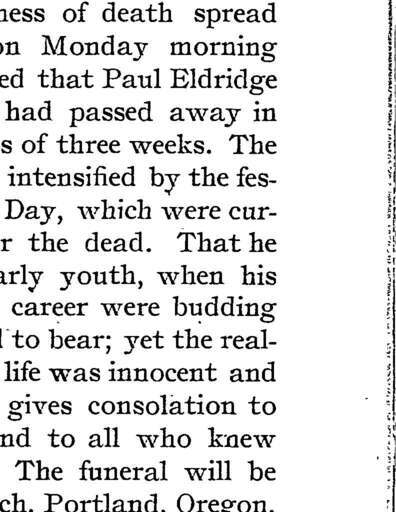 ness of death spread
on Monday morning
ed that Paul Eldridge
had passed away in
s of three weeks. The
intensified by the fes-
Day, which were cur-
r the dead. That he
arly youth, when his
career were budding
to bear; yet the real-
life was innocent and
gives consolation to
nd to all who knew
The funeral will be
ch, Portland, Oregon.